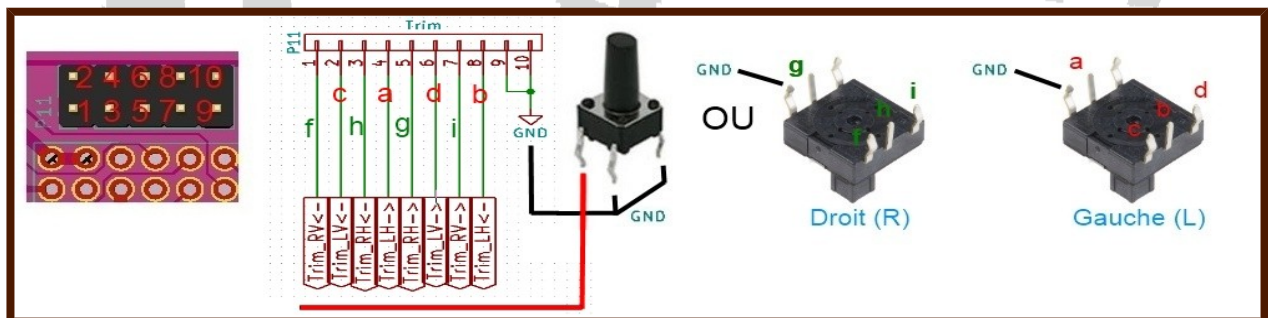 P11
2 4 6 8 10
1 3 5 7 9
Trim
P11
1 2 3 4 5 6 7 8 9 10
c a d b
f h g i
GND
Trim_RV<-
Trim_LV<-
Trim_RH<-
Trim_LH->
Trim_RH->
Trim_LV->
Trim_RV->
Trim_LH<-
GND
OU
GND
g
i
h
f
Droit (R)
GND
a
d
b
c
Gauche (L)